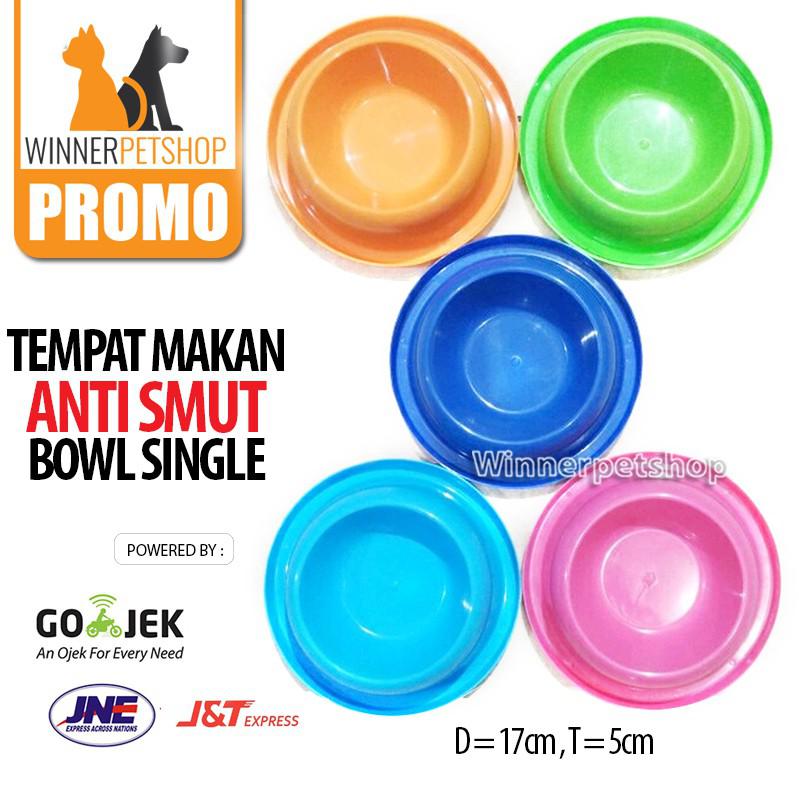 WINNERPETSHOP
PROMO
TEMPAT MAKAN
ANTI SMUT
BOWL SINGLE
Winnerpetshop
POWERED BY :
GOJEK
An Ojek For Every Need
JNE
EXPRESS ACROSS NATIONS
J&T EXPRESS
D=17cm ,T=5cm